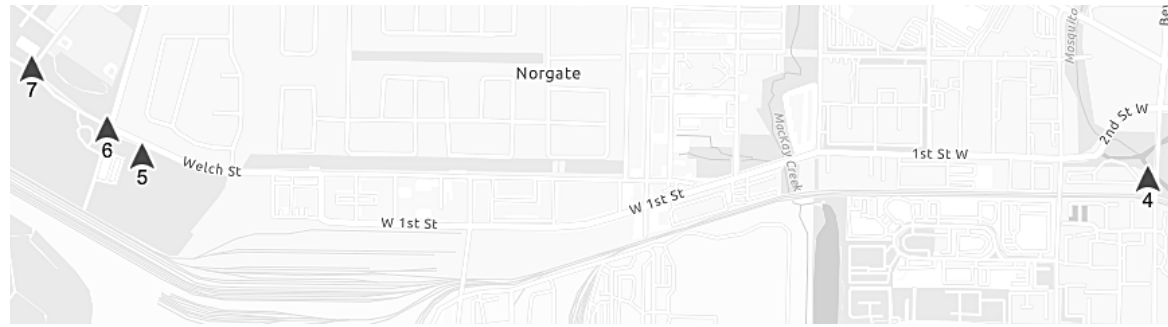 Norgate
Mosquito
7
6
5
Welch St
W 1st St
W 1st St
MacKay Creek
1st St W
2nd St W
4